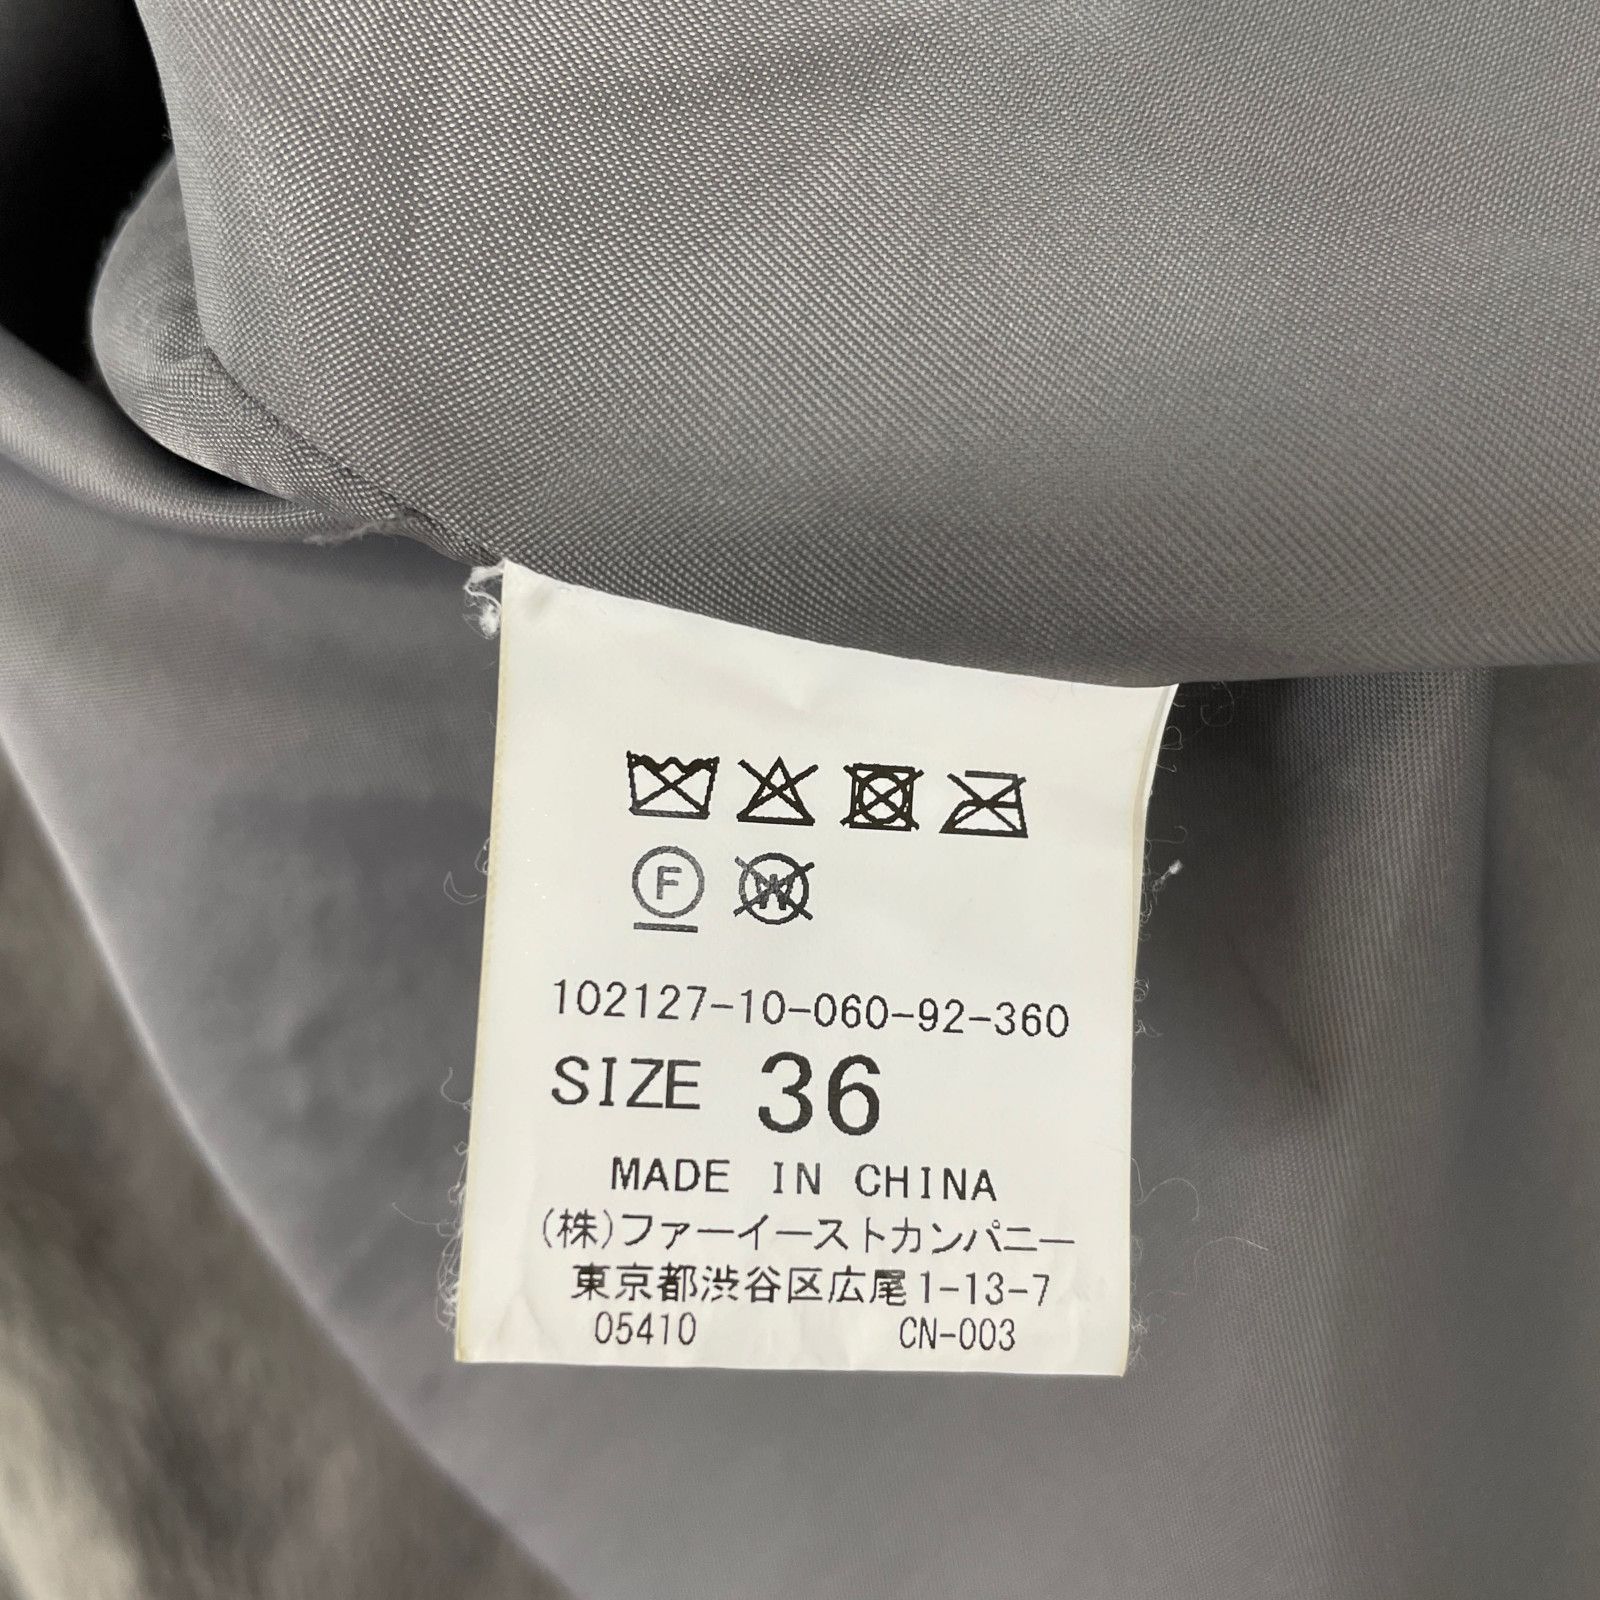 F W
102127-10-060-92-360
SIZE 36
MADE IN CHINA
(株)ファーイーストカンパニー
東京都渋谷区広尾1-13-7
05410 CN-003